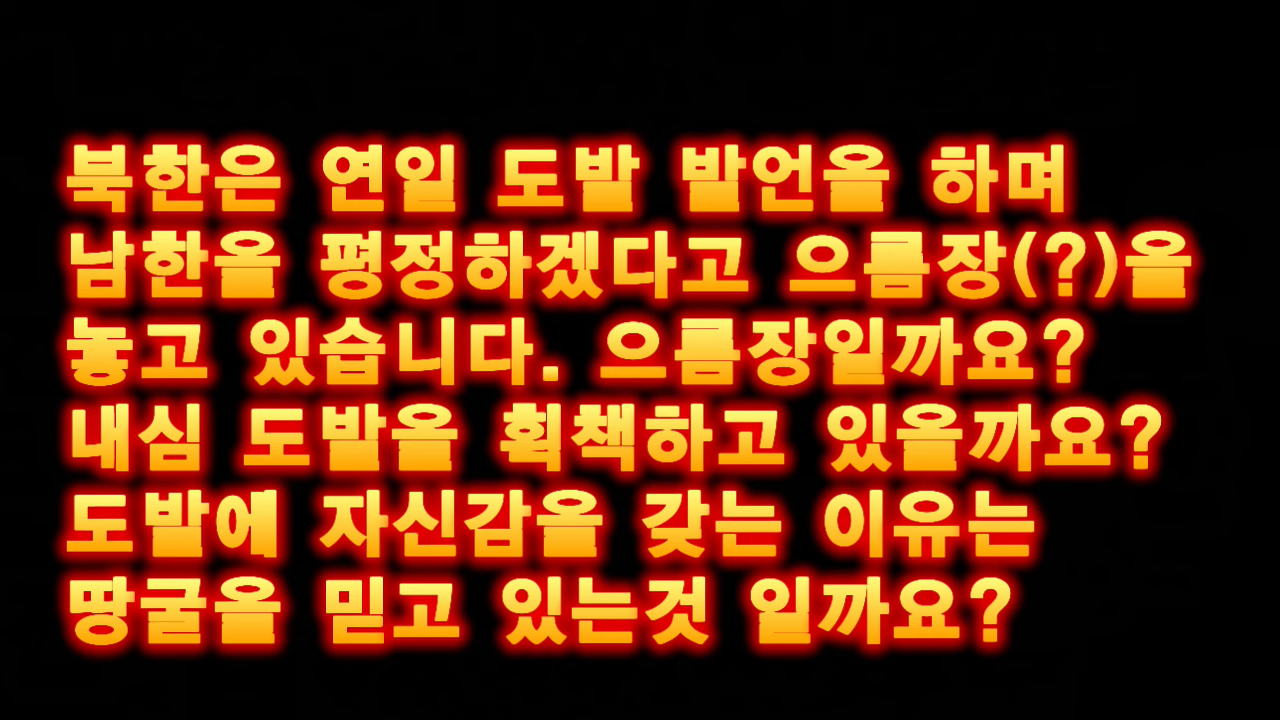 북한은 연일 도발 발언을 하며
남한을 평정하겠다고 으름장(?)을
놓고 있습니다. 으름장일까요?
내심 도발을 획책하고 있을까요?
도발에 자신감을 갖는 이유는
땅굴을 믿고 있는것 일까요?